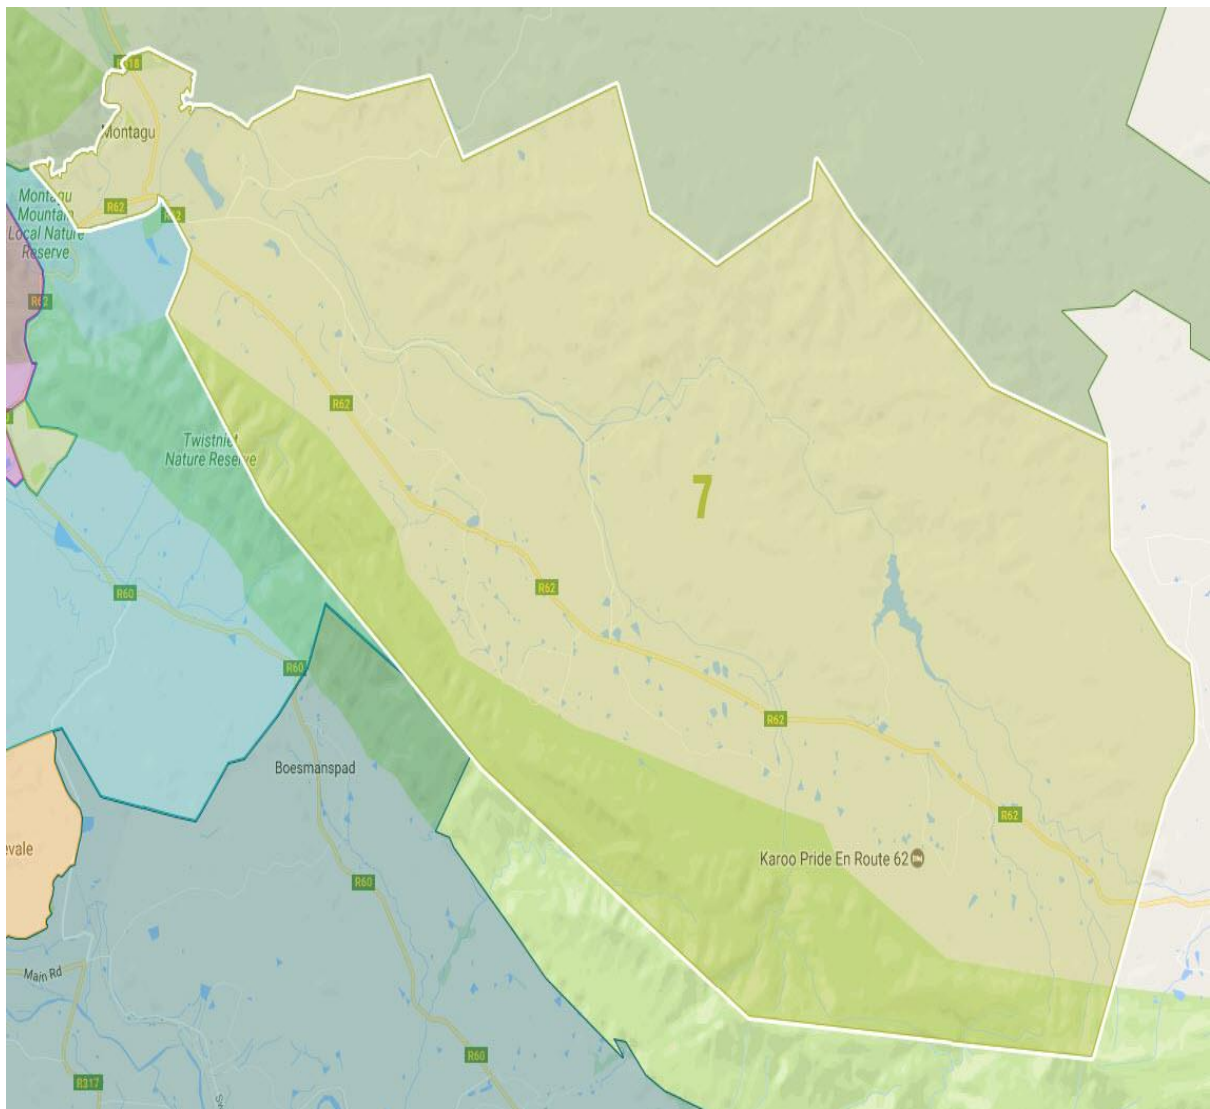 R318
Montagu
Montagu
Mountain
Local Nature
Reserve
R62
R62
R62
R62
Twistniet
Nature Reserve
7
R60
R62
R60
R62
Boesmanspad
R62
evale
Karoo Pride En Route 62
R60
Main Rd
R60
R317